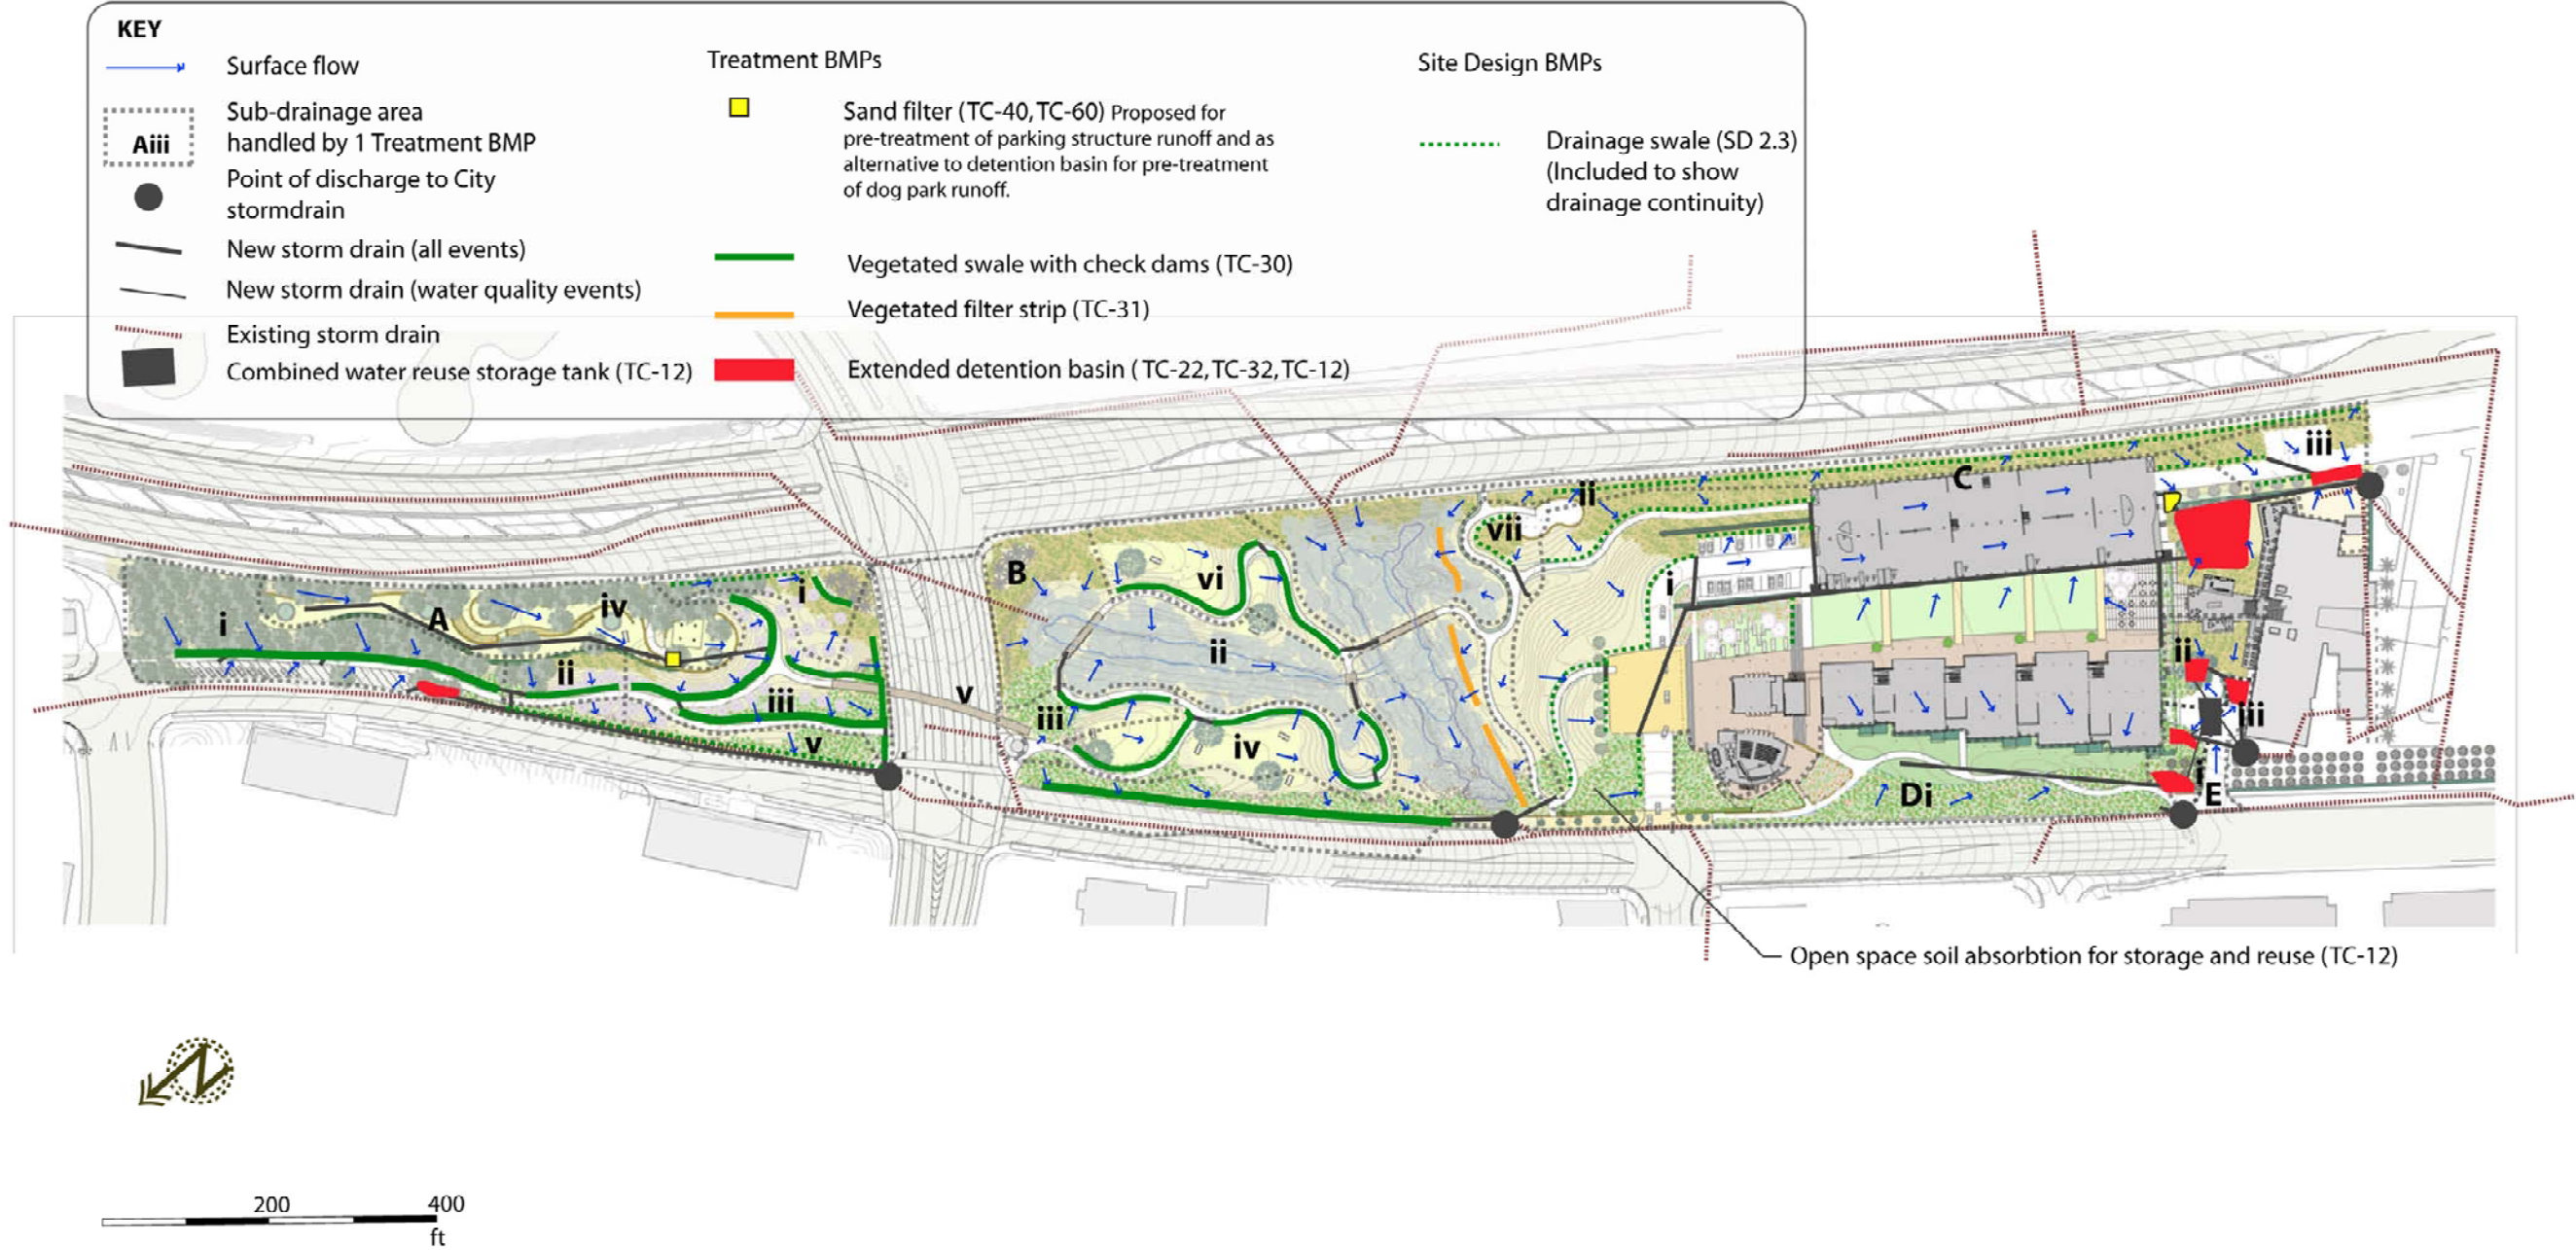 KEY
Surface flow
Aiii
Sub-drainage area
handled by 1 Treatment BMP
Point of discharge to City
stormdrain
New storm drain (all events)
New storm drain (water quality events)
Existing storm drain
Combined water reuse storage tank (TC-12)
Treatment BMPs
Sand filter (TC-40, TC-60) Proposed for
pre-treatment of parking structure runoff and as
alternative to detention basin for pre-treatment
of dog park runoff.
Vegetated swale with check dams (TC-30)
Vegetated filter strip (TC-31)
Extended detention basin ( TC-22, TC-32, TC-12)
Site Design BMPs
Drainage swale (SD 2.3)
(Included to show
drainage continuity)
i
A
iv
i
ii
iii
v
v
B
vi
ii
iii
iv
vii
ii
i
C
iii
ii
iii
i
Di
E
Open space soil absorbtion for storage and reuse (TC-12)
N
200
400
ft